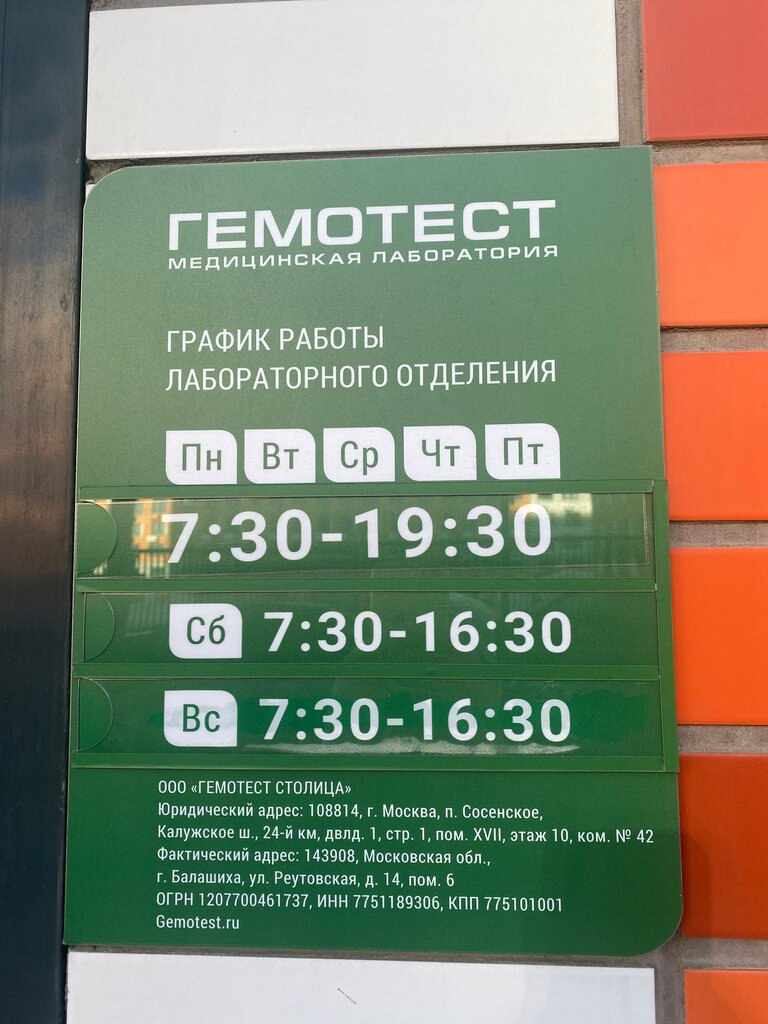 ГЕМОТЕСТ
МЕДИЦИНСКАЯ ЛАБОРАТОРИЯ
ГРАФИК РАБОТЫ
ЛАБОРАТОРНОГО ОТДЕЛЕНИЯ
Пн Вт Ср Чт Пт
7:30-19:30
Сб 7:30-16:30
Вс 7:30-16:30
ООО «ГЕМОТЕСТ СТОЛИЦА»
Юридический адрес: 108814, г. Москва, п. Сосенское,
Калужское ш., 24-й км, двлд. 1, стр. 1, пом. XVII, этаж 10, ком. № 42
Фактический адрес: 143908, Московская обл.,
г. Балашиха, ул. Реутовская, д. 14, пом. 6
ОГРН 1207700461737, ИНН 7751189306, КПП 775101001
Gemotest.ru